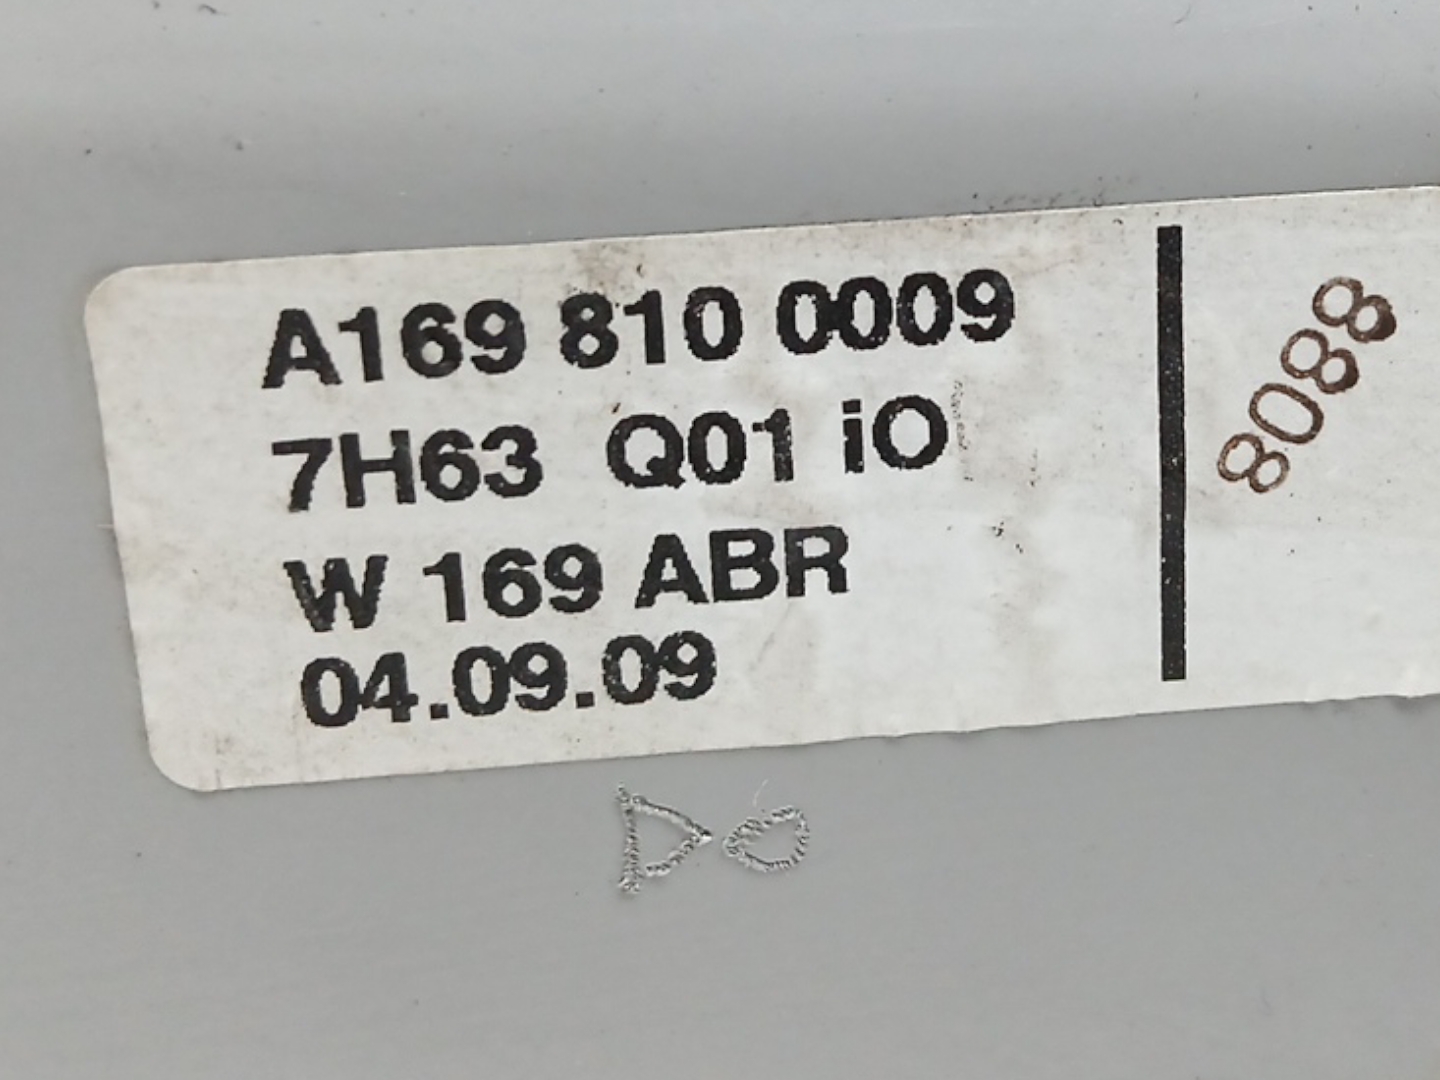 A169 810 0009
7H63 Q01 iO
W 169 ABR
04.09.09
8088